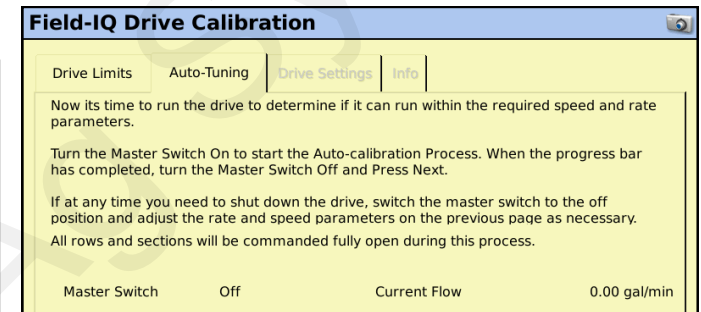 Field-IQ Drive Calibration
Drive Limits Auto-Tuning Drive Settings Info
Now its time to run the drive to determine if it can run within the required speed and rate
parameters.
Turn the Master Switch On to start the Auto-calibration Process. When the progress bar
has completed, turn the Master Switch Off and Press Next.
If at any time you need to shut down the drive, switch the master switch to the off
position and adjust the rate and speed parameters on the previous page as necessary.
All rows and sections will be commanded fully open during this process.
Master Switch Off Current Flow 0.00 gal/min